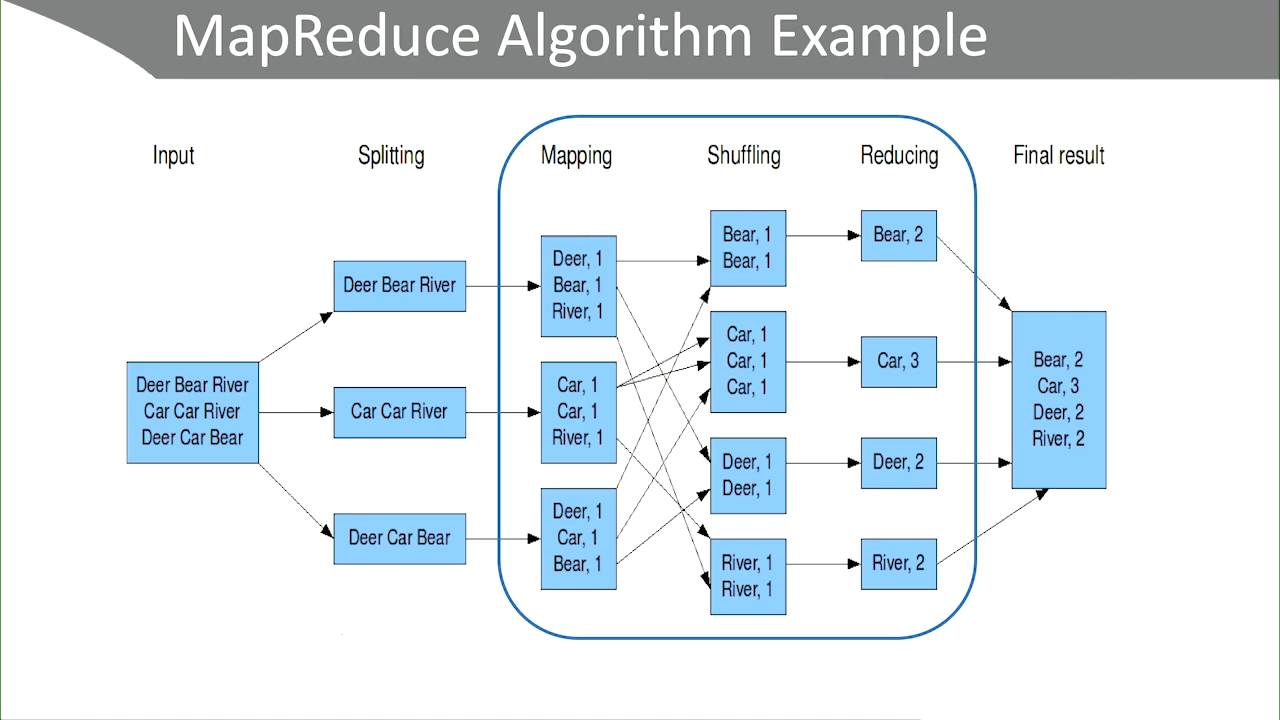 MapReduce Algorithm Example
Input
Splitting
Mapping
Shuffling
Reducing
Final result
Deer Bear River
Car Car River
Deer Car Bear
Deer Bear River
Car Car River
Deer Car Bear
Deer, 1
Bear, 1
River, 1
Car, 1
Car, 1
River, 1
Deer, 1
Car, 1
Bear, 1
Bear, 1
Bear, 1
Car, 1
Car, 1
Car, 1
Deer, 1
Deer, 1
River, 1
River, 1
Bear, 2
Car, 3
Deer, 2
River, 2
Bear, 2
Car, 3
Deer, 2
River, 2